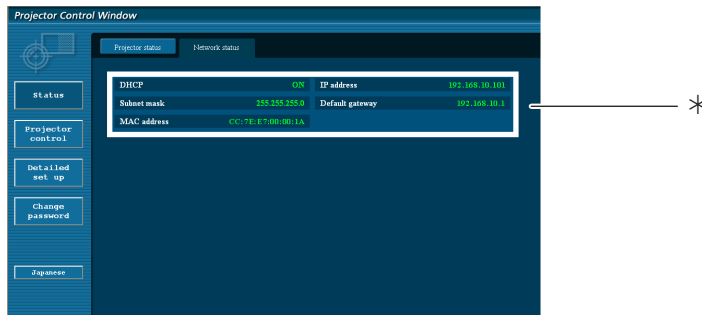 Projector Control Window
Projector status
Network status
DHCP ON IP address 192.168.10.101
Subnet mask 255.255.255.0 Default gateway 192.168.10.1
MAC address CC:7E:E7:00:00:1A
Status
Projector control
Detailed set up
Change password
Japanese
*